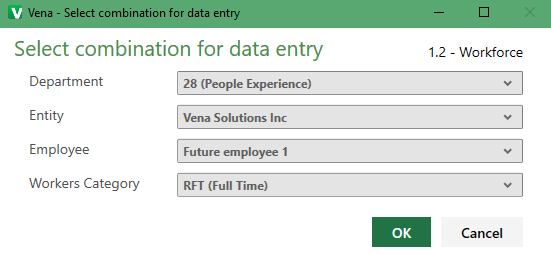 Vena - Select combination for data entry
Select combination for data entry
1.2 - Workforce
Department
28 (People Experience)
Entity
Vena Solutions Inc
Employee
Future employee 1
Workers Category
RFT (Full Time)
OK
Cancel